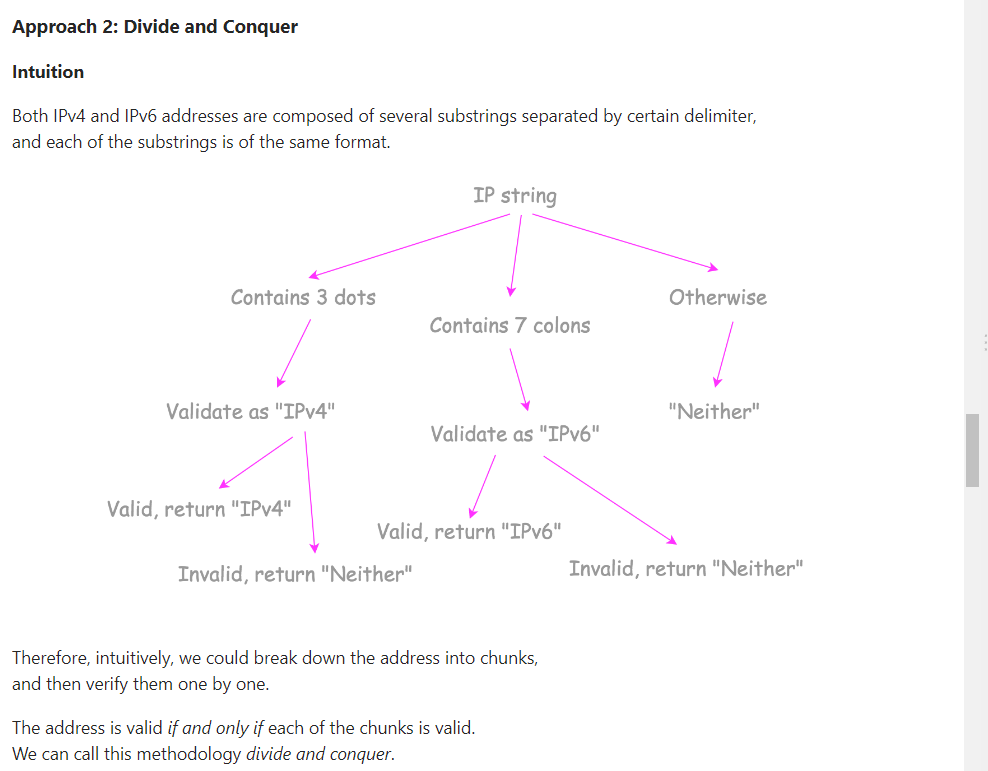 Approach 2: Divide and Conquer
Intuition
Both IPv4 and IPv6 addresses are composed of several substrings separated by certain delimiter,
and each of the substrings is of the same format.
IP string
Contains 3 dots
Otherwise
Contains 7 colons
Validate as "IPv4"
"Neither"
Validate as "IPv6"
Valid, return "IPv4"
Valid, return "IPv6"
Invalid, return "Neither"
Invalid, return "Neither"
Therefore, intuitively, we could break down the address into chunks,
and then verify them one by one.
The address is valid if and only if each of the chunks is valid.
We can call this methodology divide and conquer.